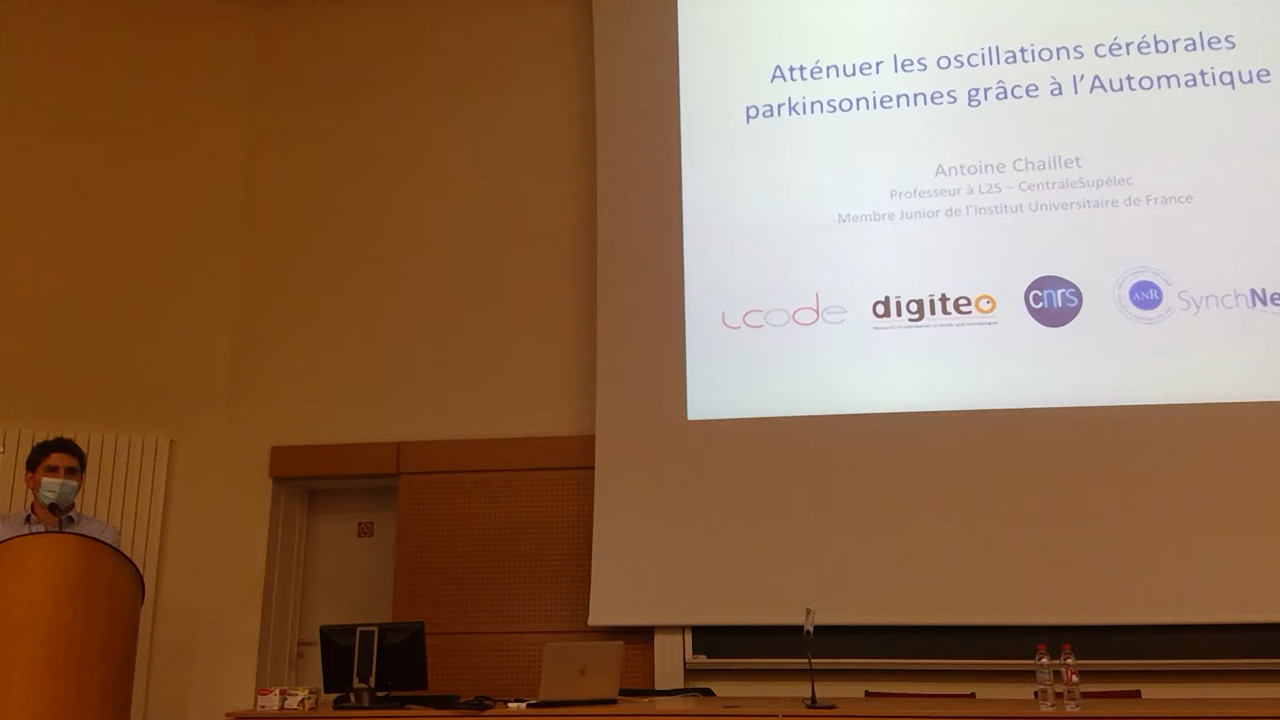 Atténuer les oscillations cérébrales
parkinsoniennes grâce à l'Automatique
Antoine Chaillet
Professeur à L2S – CentraleSupélec
Membre Junior de l'Institut Universitaire de France
Lcode
digiteo
cnrs
ANR
SynchNe